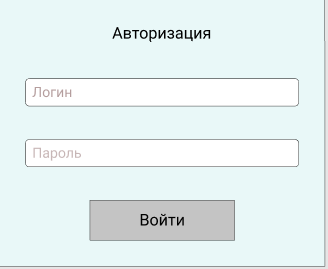 Авторизация
Логин
Пароль
Войти